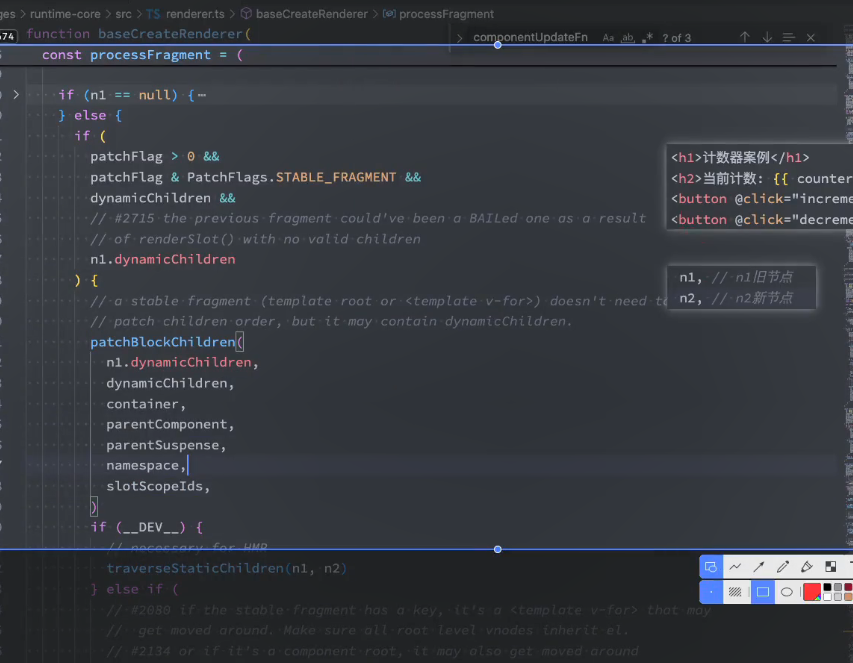 ges > runtime-core > src > TS renderer.ts > baseCreateRenderer > processFragment
674 function baseCreateRenderer(
componentUpdateFn Aa ab .* ? of 3
const processFragment = (
if (n1 == null) { ⋯
} else {
if (
patchFlag > 0 &&
patchFlag & PatchFlags.STABLE_FRAGMENT &&
dynamicChildren &&
// #2715 the previous fragment could've been a BAILed one as a result
// of renderSlot() with no valid children
n1.dynamicChildren
) {
// a stable fragment (template root or <template v-for>) doesn't need to
// patch children order, but it may contain dynamicChildren.
patchBlockChildren(
n1.dynamicChildren,
dynamicChildren,
container,
parentComponent,
parentSuspense,
namespace,
slotScopeIds,
)
if (__DEV__) {
// necessary for HMR
traverseStaticChildren(n1, n2)
} else if (
// #2080 if the stable fragment has a key, it's a <template v-for> that may
// get moved around. Make sure all root level vnodes inherit el.
// #2134 or if it's a component root, it may also get moved around
<h1>计数器案例</h1>
<h2>当前计数: {{ counter
<button @click="increme
<button @click="decreme
n1, // n1旧节点
n2, // n2新节点